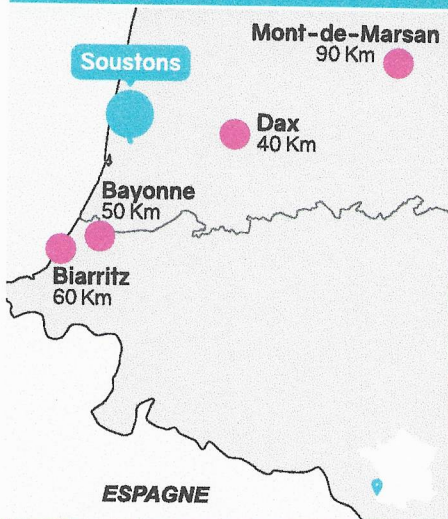 Mont-de-Marsan
90 Km
Soustons
Dax
40 Km
Bayonne
50 Km
Biarritz
60 Km
ESPAGNE